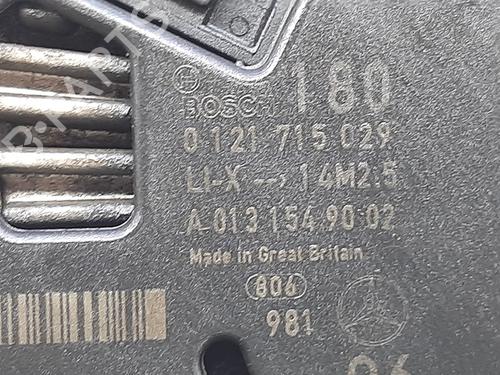 BOSCH 180
0 121 715 029
LI-X --> 14M2.5
A 013 154 90 02
Made in Great Britain
806
981
B-PARTS